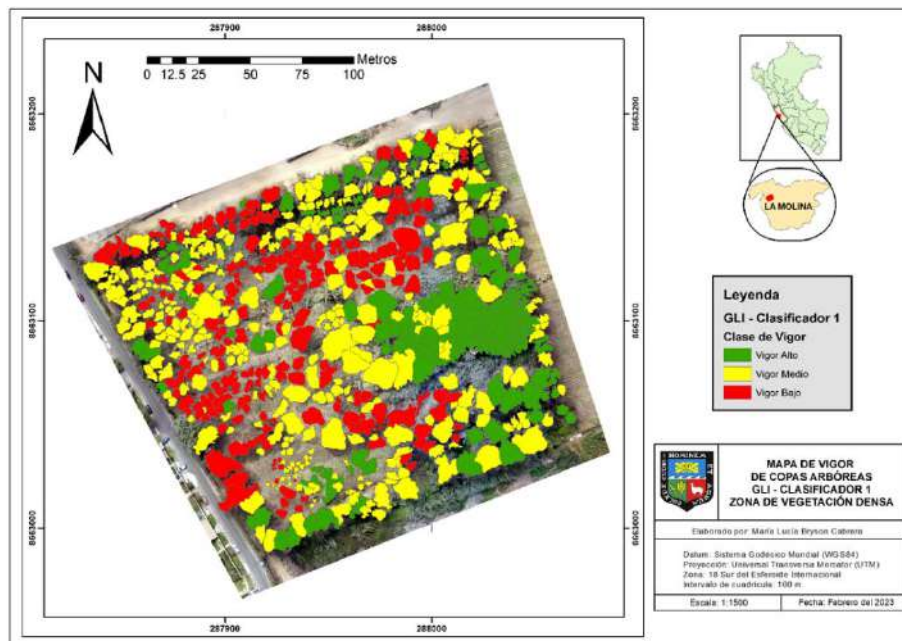 287900
288000
Metros
0 12.5 25 50 75 100
N
8663200
8663100
8663000
287900
288000
8663200
8663100
8663000
LA MOLINA
Leyenda
GLI - Clasificador 1
Clase de Vigor
Vigor Alto
Vigor Medio
Vigor Bajo
MAPA DE VIGOR
DE COPAS ARBÓREAS
GLI - CLASIFICADOR 1
ZONA DE VEGETACIÓN DENSA
Elaborado por: María Lucía Bryson Cabrera
Datum: Sistema Godésico Mundial (WGS84)
Proyección: Universal Transversa Mercator (UTM)
Zona: 18 Sur del Esferoide Internacional
Intervalo de cuadrícula: 100 m
Escala: 1:1500
Fecha: Febrero del 2023